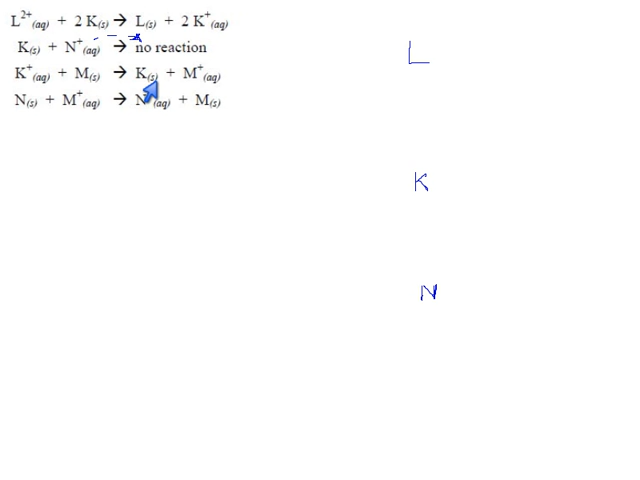 L²⁺(aq) + 2 K(s) → L(s) + 2 K⁺(aq)
K(s) + N⁺(aq) → no reaction
K⁺(aq) + M(s) → K(s) + M⁺(aq)
N(s) + M⁺(aq) → N (aq) + M(s)
L
K
N